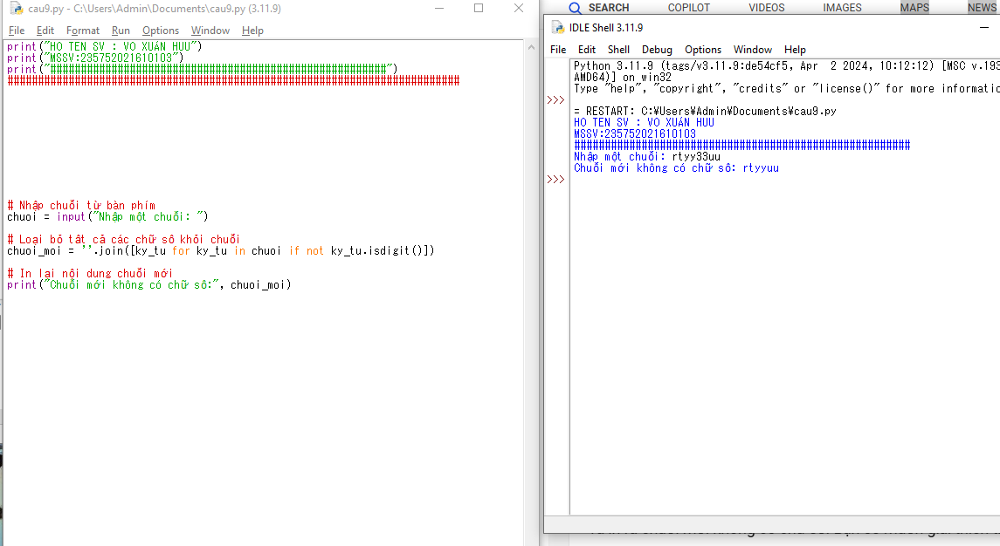 cau9.py - C:\Users\Admin\Documents\cau9.py (3.11.9)
File Edit Format Run Options Window Help
print("HO TEN SV : VO XUÁN HUU")
print("MSSV:235752021610103")
print("#######################################################")
##########################################################################
# Nhập chuỗi từ bàn phím
chuoi = input("Nhập một chuỗi: ")
# Loại bỏ tất cả các chữ số khỏi chuỗi
chuoi_moi = ''.join([ky_tu for ky_tu in chuoi if not ky_tu.isdigit()])
# In lại nội dung chuỗi mới
print("Chuỗi mới không có chữ số:", chuoi_moi)
SEARCH COPILOT VIDEOS IMAGES MAPS NEWS
IDLE Shell 3.11.9
File Edit Shell Debug Options Window Help
Python 3.11.9 (tags/v3.11.9:de54cf5, Apr 2 2024, 10:12:12) [MSC v.193
AMD64)] on win32
Type "help", "copyright", "credits" or "license()" for more informatio
>>>
= RESTART: C:¥Users¥Admin¥Documents¥cau9.py
HO TEN SV : VO XUÁN HUU
MSSV:235752021610103
#######################################################
Nhập một chuỗi: rtyy33uu
Chuỗi mới không có chữ số: rtyyuu
>>>